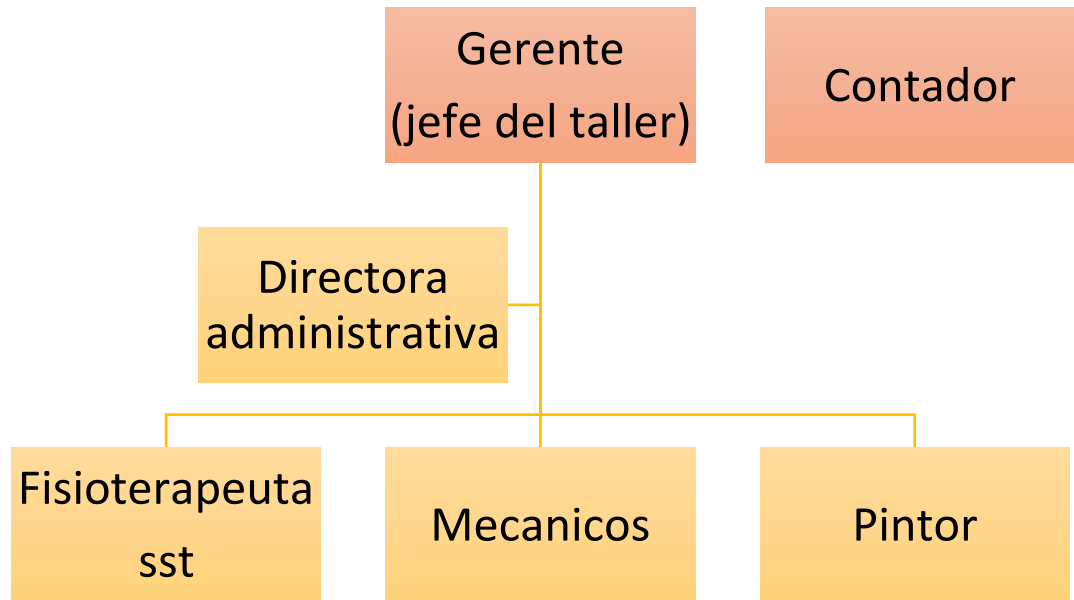 Gerente
(jefe del taller)
Contador
Directora
administrativa
Fisioterapeuta
sst
Mecanicos
Pintor